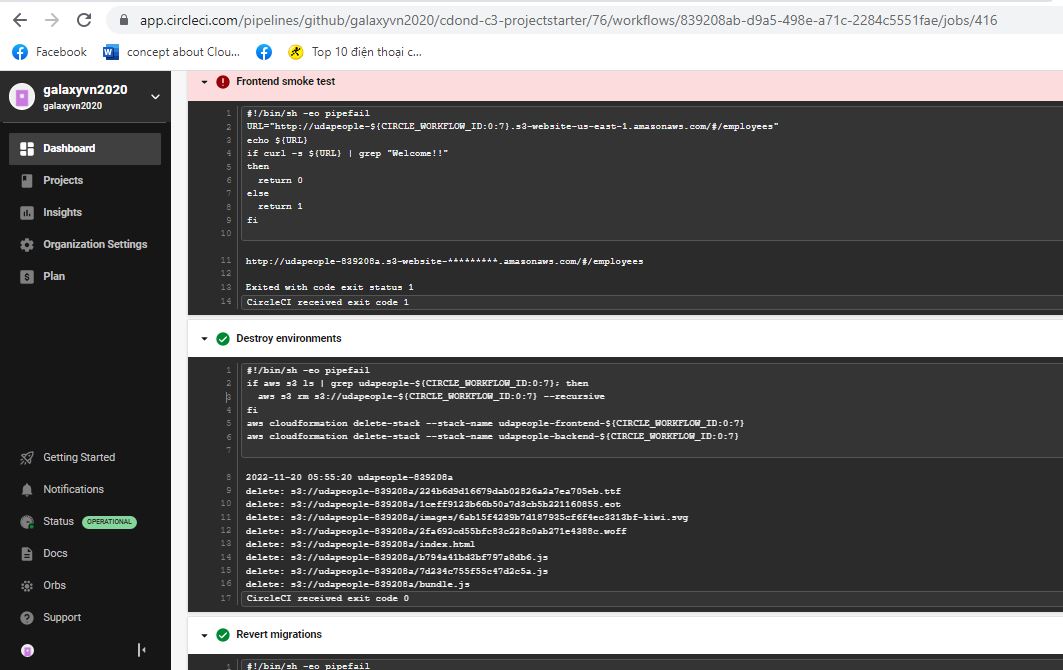 app.circleci.com/pipelines/github/galaxyvn2020/cdond-c3-projectstarter/76/workflows/839208ab-d9a5-498e-a71c-2284c5551fae/jobs/416
Facebook
concept about Clou...
Top 10 điện thoại c...
galaxyvn2020
galaxyvn2020
Dashboard
Projects
Insights
Organization Settings
Plan
Getting Started
Notifications
Status OPERATIONAL
Docs
Orbs
Support
Frontend smoke test
1 #!/bin/sh -eo pipefail
2 URL="http://udapeople-${CIRCLE_WORKFLOW_ID:0:7}.s3-website-us-east-1.amazonaws.com/#/employees"
3 echo ${URL}
4 if curl -s ${URL} | grep "Welcome!!"
5 then
6 return 0
7 else
8 return 1
9 fi
10
11 http://udapeople-839208a.s3-website-*********.amazonaws.com/#/employees
12
13 Exited with code exit status 1
14 CircleCI received exit code 1
Destroy environments
1 #!/bin/sh -eo pipefail
2 if aws s3 ls | grep udapeople-${CIRCLE_WORKFLOW_ID:0:7}; then
3 aws s3 rm s3://udapeople-${CIRCLE_WORKFLOW_ID:0:7} --recursive
4 fi
5 aws cloudformation delete-stack --stack-name udapeople-frontend-${CIRCLE_WORKFLOW_ID:0:7}
6 aws cloudformation delete-stack --stack-name udapeople-backend-${CIRCLE_WORKFLOW_ID:0:7}
7
8 2022-11-20 05:55:20 udapeople-839208a
9 delete: s3://udapeople-839208a/224b6d9d16679dab02826a2a7ea705eb.ttf
10 delete: s3://udapeople-839208a/1ceff9123b66b50a7d3cb5b221160855.eot
11 delete: s3://udapeople-839208a/images/6ab15f4239b7d187935cf6f4ec3313bf-kiwi.svg
12 delete: s3://udapeople-839208a/2fa692cd55bfc83c228c0ab271e4388c.woff
13 delete: s3://udapeople-839208a/index.html
14 delete: s3://udapeople-839208a/b794a41bd3bf797a8db6.js
15 delete: s3://udapeople-839208a/7d234c755f55c47d2c5a.js
16 delete: s3://udapeople-839208a/bundle.js
17 CircleCI received exit code 0
Revert migrations
1 #!/bin/sh -eo pipefail